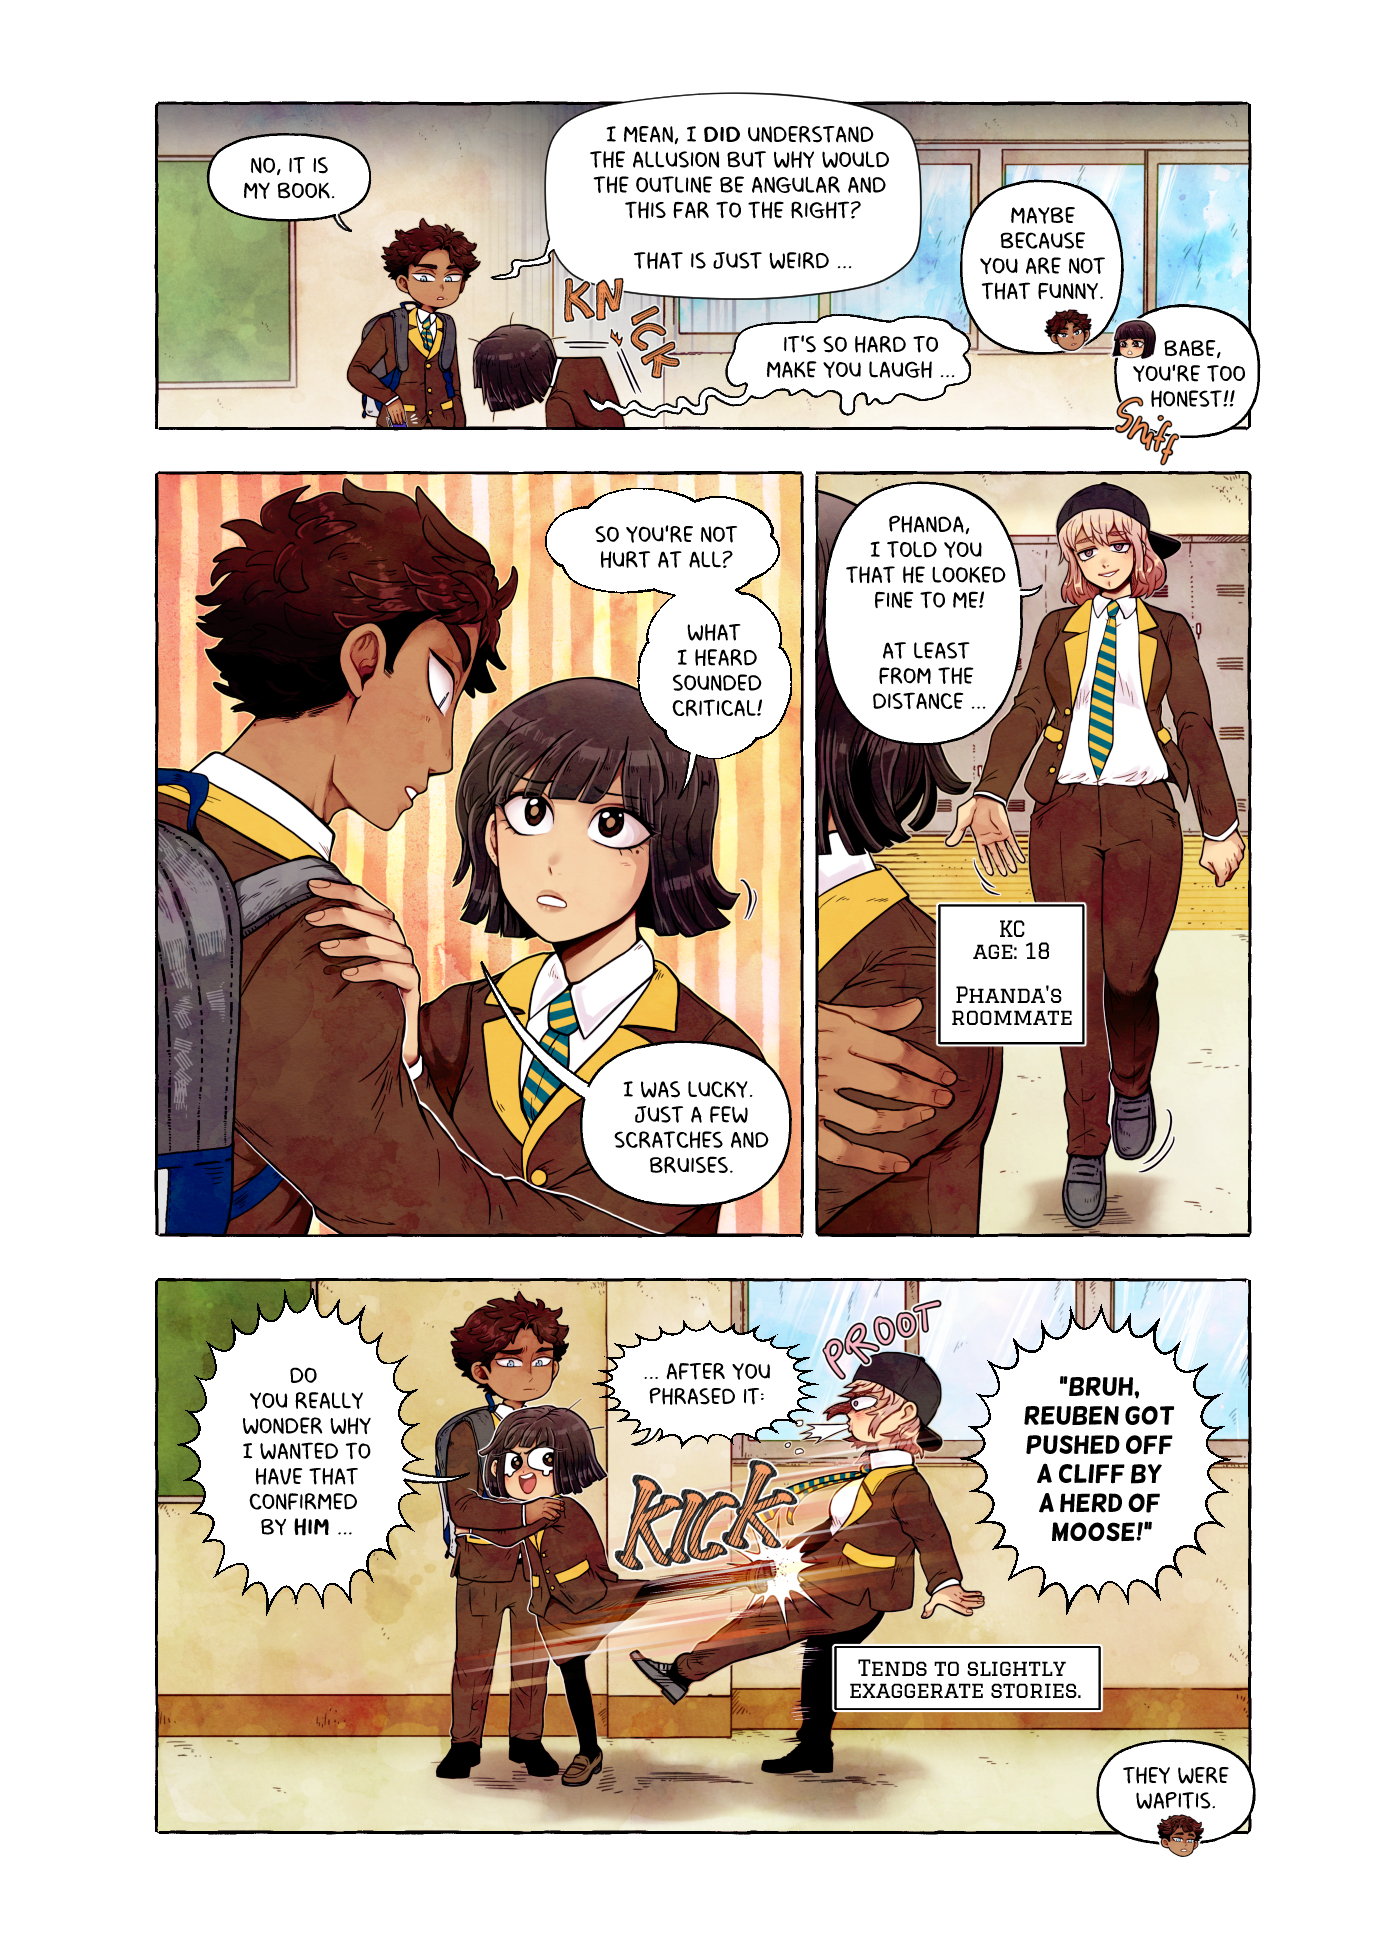 NO, IT IS
MY BOOK.
I MEAN, I DID UNDERSTAND
THE ALLUSION BUT WHY WOULD
THE OUTLINE BE ANGULAR AND
THIS FAR TO THE RIGHT?
THAT IS JUST WEIRD ...
KNICK
IT'S SO HARD TO
MAKE YOU LAUGH ...
MAYBE
BECAUSE
YOU ARE NOT
THAT FUNNY.
BABE,
YOU'RE TOO
HONEST!!
Sniff
SO YOU'RE NOT
HURT AT ALL?
WHAT
I HEARD
SOUNDED
CRITICAL!
I WAS LUCKY.
JUST A FEW
SCRATCHES AND
BRUISES.
PHANDA,
I TOLD YOU
THAT HE LOOKED
FINE TO ME!
AT LEAST
FROM THE
DISTANCE ...
KC
AGE: 18
PHANDA'S
ROOMMATE
DO
YOU REALLY
WONDER WHY
I WANTED TO
HAVE THAT
CONFIRMED
BY HIM ...
... AFTER YOU
PHRASED IT:
PROOT
KICK
"BRUH,
REUBEN GOT
PUSHED OFF
A CLIFF BY
A HERD OF
MOOSE!"
TENDS TO SLIGHTLY
EXAGGERATE STORIES.
THEY WERE
WAPITIS.